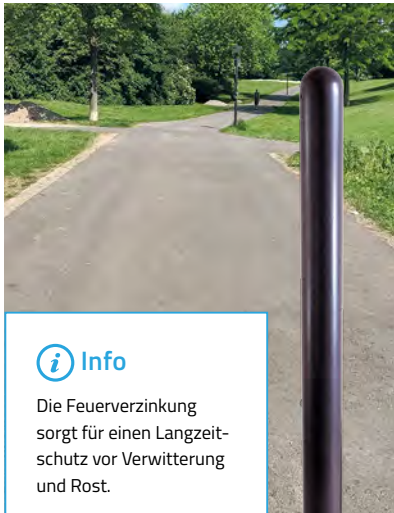 i Info
Die Feuerverzinkung
sorgt für einen Langzeit-
schutz vor Verwitterung
und Rost.